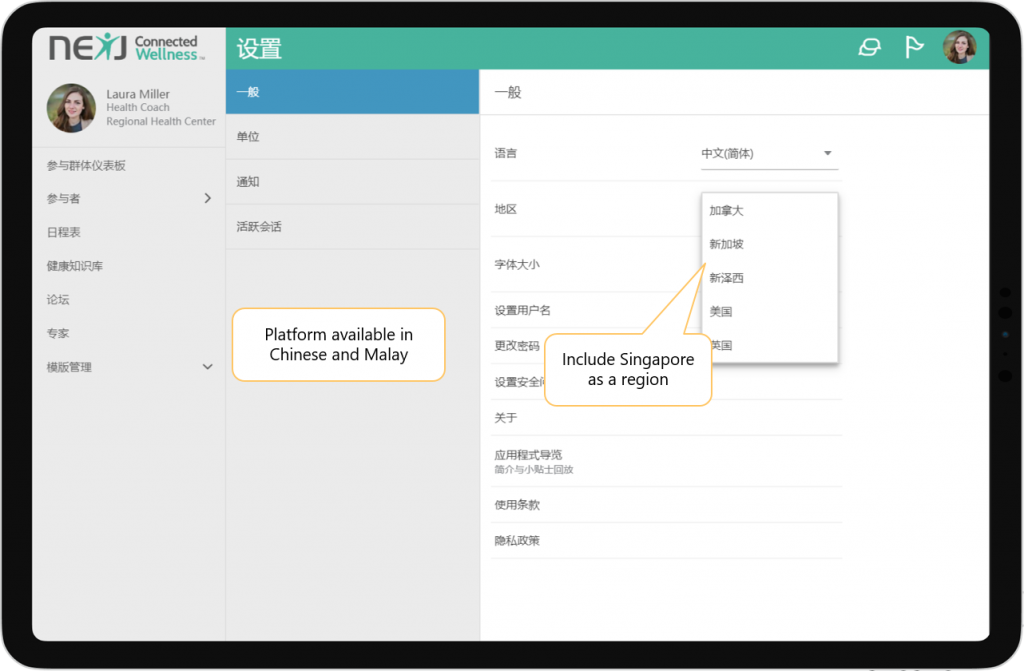 NEXJ Connected Wellness™
设置
Laura Miller
Health Coach
Regional Health Center
参与群体仪表板
参与者
日程表
健康知识库
论坛
专家
模版管理
一般
单位
通知
活跃会话
Platform available in
Chinese and Malay
一般
语言
中文(简体)
地区
加拿大
新加坡
新泽西
美国
英国
字体大小
设置用户名
更改密码
设置安全问
Include Singapore
as a region
关于
应用程式导览
简介与小贴士回放
使用条款
隐私政策